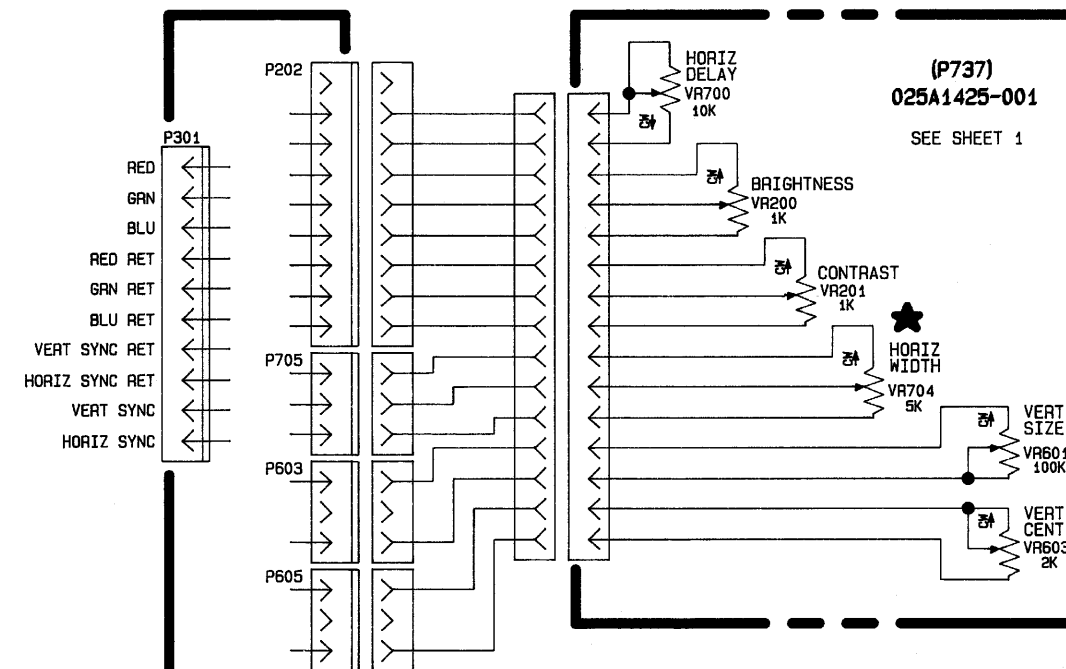 P301
RED
GRN
BLU
RED RET
GRN RET
BLU RET
VERT SYNC RET
HORIZ SYNC RET
VERT SYNC
HORIZ SYNC
P202
P705
P603
P605
HORIZ
DELAY
VR700
10K
BRIGHTNESS
VR200
1K
CONTRAST
VR201
1K
HORIZ
WIDTH
VR704
5K
VERT
SIZE
VR601
100K
VERT
CENT
VR603
2K
(P737)
025A1425-001
SEE SHEET 1